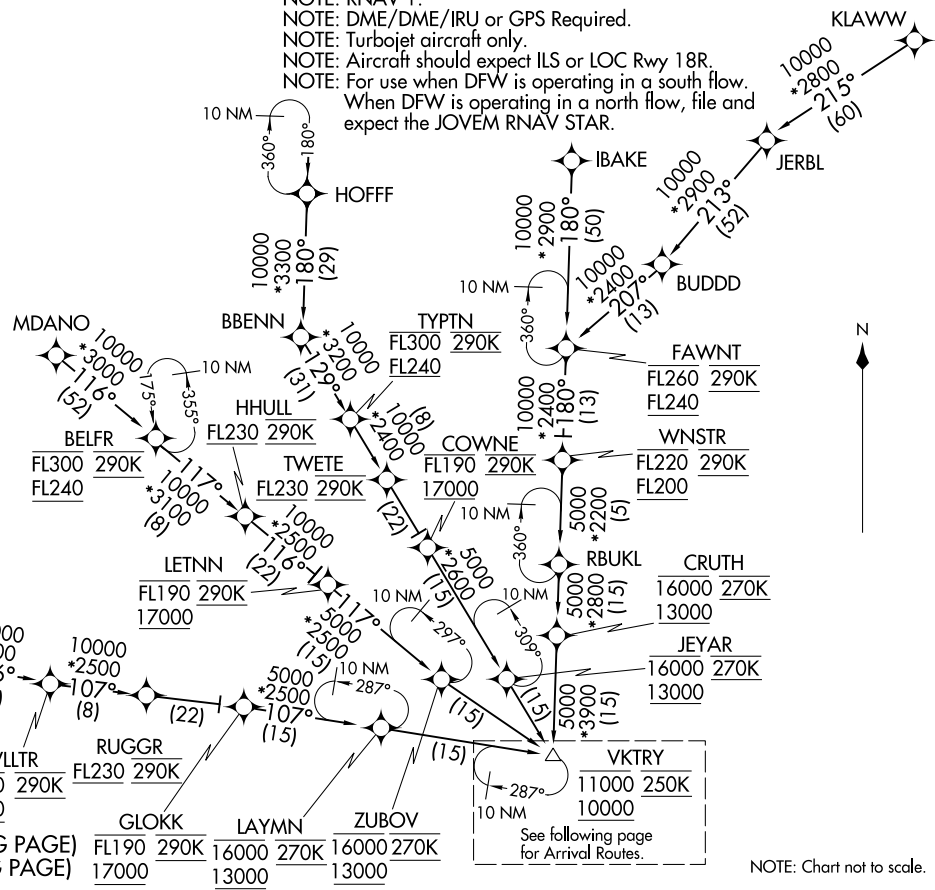 NOTE: RNAV 1.
NOTE: DME/DME/IRU or GPS Required.
NOTE: Turbojet aircraft only.
NOTE: Aircraft should expect ILS or LOC Rwy 18R.
NOTE: For use when DFW is operating in a south flow.
When DFW is operating in a north flow, file and
expect the JOVEM RNAV STAR.
KLAWW
10000
*2800
215°
(60)
JERBL
10000
*2900
213°
(52)
BUDDD
10000
*2400
207°
(13)
10 NM
360°
180°
HOFFF
10000
*3300
180°
(29)
BBENN
IBAKE
10000
*2900
180°
(50)
10 NM
360°
FAWNT
FL260 290K
FL240
10000
*2400
180°
(13)
N
MDANO
10000
*3000
116°
(52)
10 NM
175°
355°
BELFR
FL300 290K
FL240
10000
*3200
129°
(31)
TYPTN
FL300 290K
FL240
(8)
10000
*2400
HHULL
FL230 290K
TWETE
FL230 290K
(22)
COWNE
FL190 290K
17000
WNSTR
FL220 290K
FL200
5000
*2200
(5)
10 NM
360°
RBUKL
117°
10000
*3100
(8)
10000
*2500
116°
(22)
LETNN
FL190 290K
17000
117°
5000
*2500
(15)
5000
*2600
(15)
10 NM
297°
10 NM
309°
5000
*2800
(15)
CRUTH
16000 270K
13000
JEYAR
16000 270K
13000
10000
*2500
107°
(8)
(22)
5000
*2500
107°
(15)
10 NM
287°
(15)
(15)
(15)
5000
*3900
(15)
290K
RUGGR
FL230 290K
GLOKK
FL190 290K
17000
LAYMN
16000 270K
13000
ZUBOV
16000 270K
13000
287°
10 NM
VKTRY
11000 250K
10000
See following page
for Arrival Routes.
PAGE)
PAGE)
NOTE: Chart not to scale.